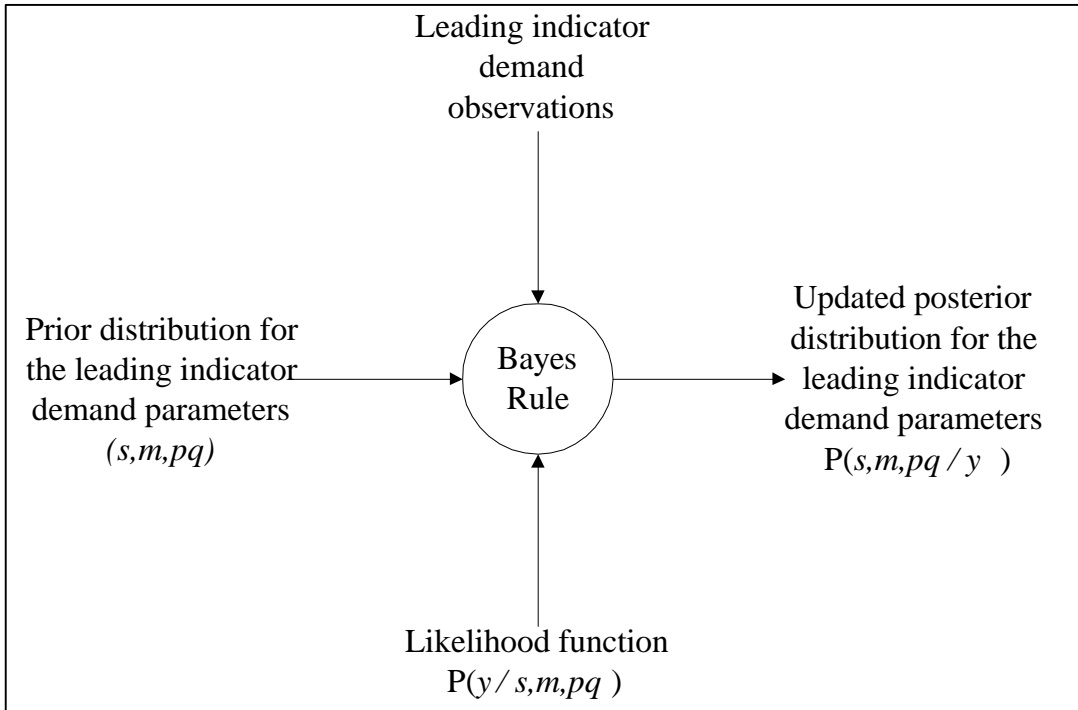 Leading indicator
demand
observations
Prior distribution for
the leading indicator
demand parameters
(s,m,pq)
Bayes
Rule
Updated posterior
distribution for the
leading indicator
demand parameters
P(s,m,pq / y )
Likelihood function
P(y / s,m,pq )